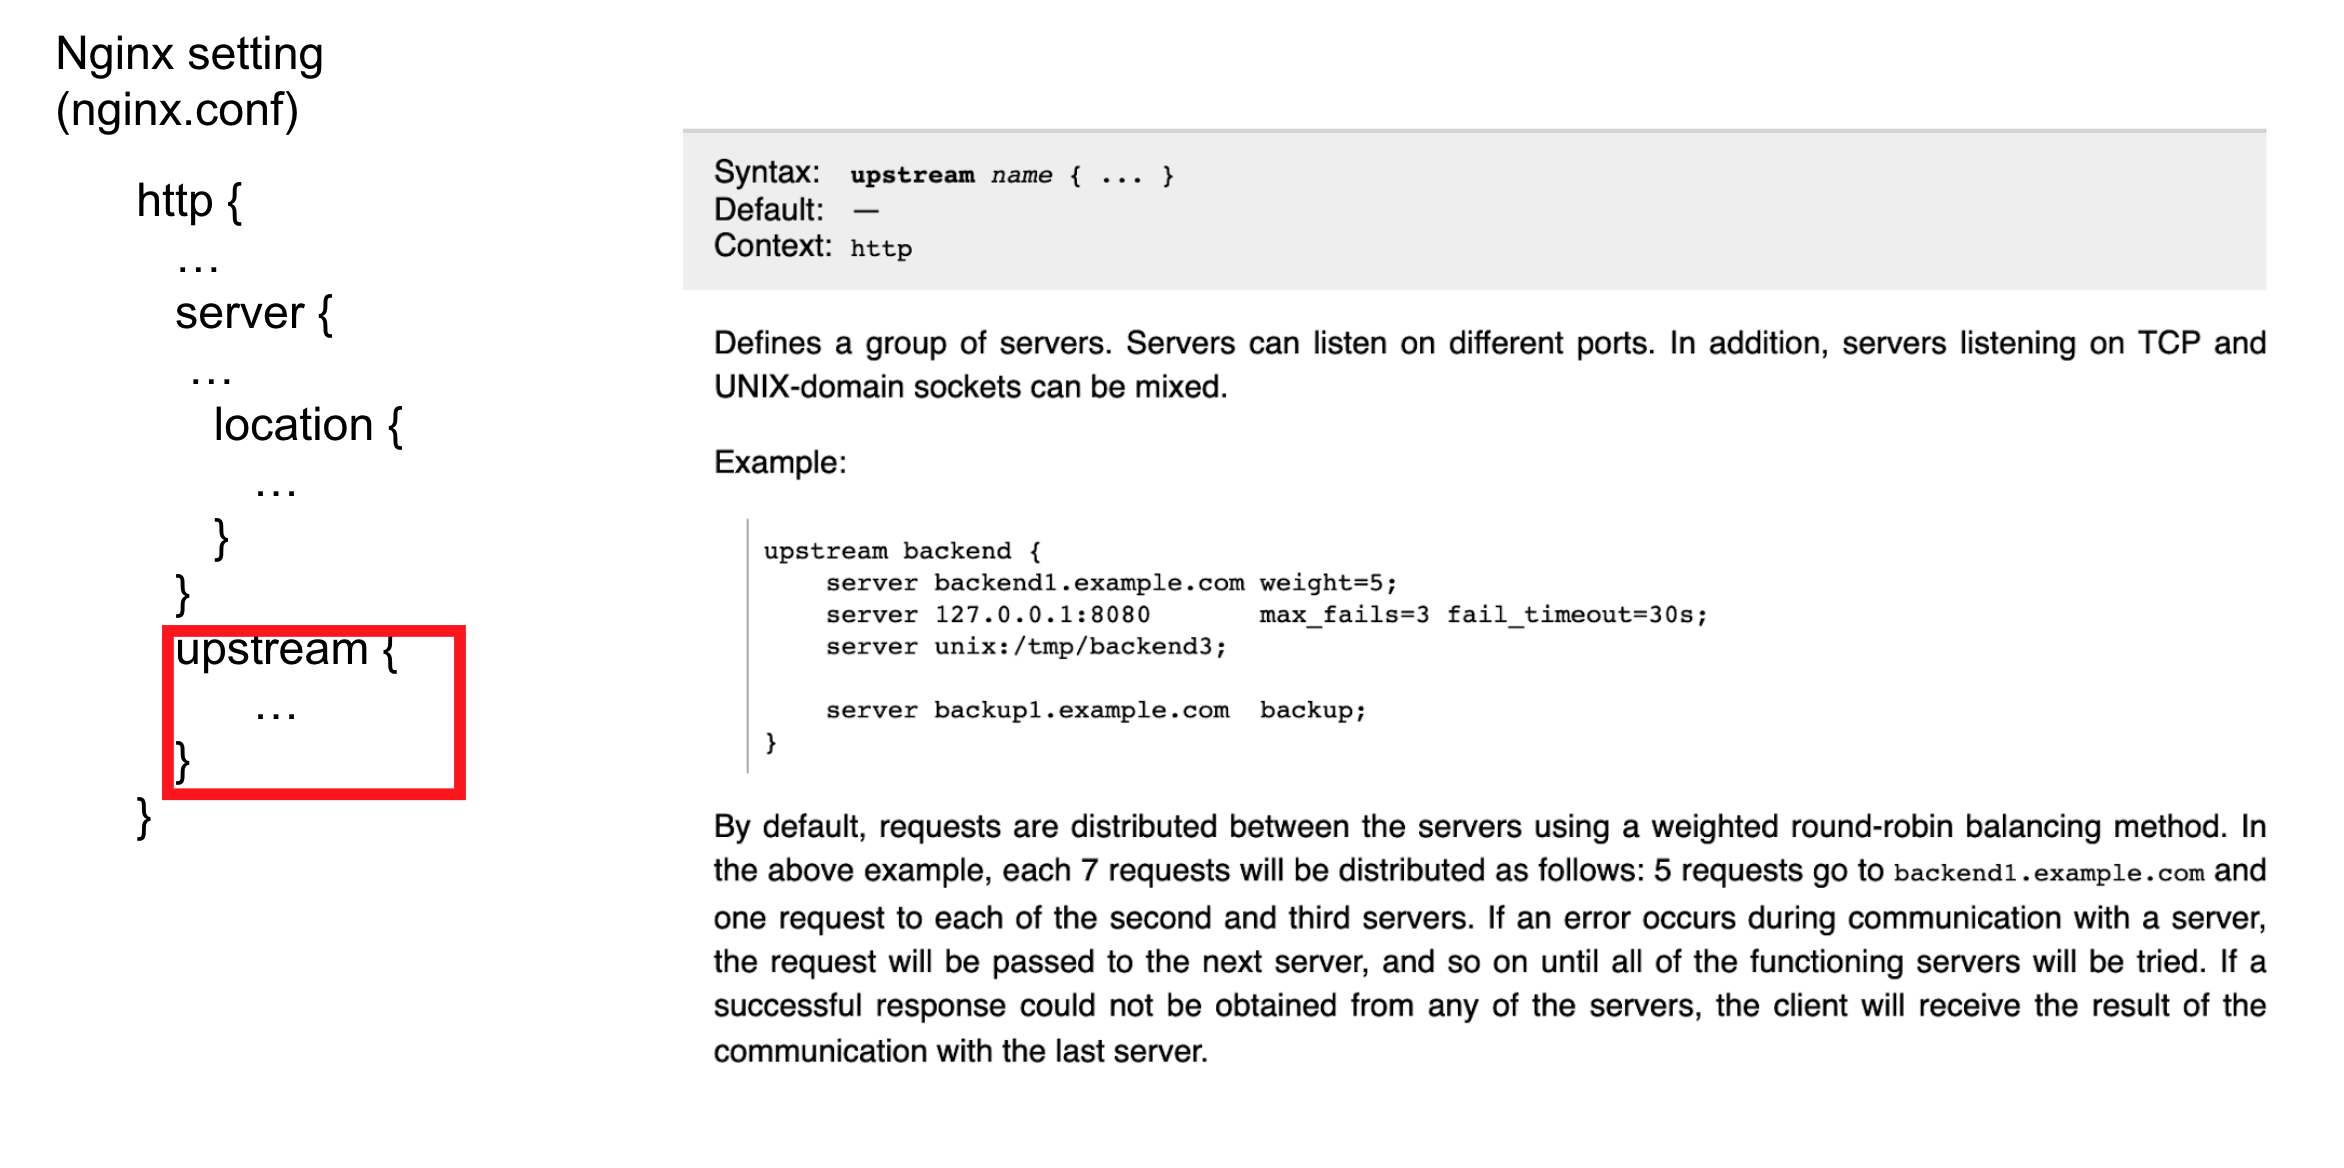 Nginx setting
(nginx.conf)
http {
…
server {
…
location {
…
}
}
upstream {
…
}
}
Syntax: upstream name { ... }
Default: —
Context: http
Defines a group of servers. Servers can listen on different ports. In addition, servers listening on TCP and
UNIX-domain sockets can be mixed.
Example:
upstream backend {
server backend1.example.com weight=5;
server 127.0.0.1:8080 max_fails=3 fail_timeout=30s;
server unix:/tmp/backend3;
server backup1.example.com backup;
}
By default, requests are distributed between the servers using a weighted round-robin balancing method. In
the above example, each 7 requests will be distributed as follows: 5 requests go to backend1.example.com and
one request to each of the second and third servers. If an error occurs during communication with a server,
the request will be passed to the next server, and so on until all of the functioning servers will be tried. If a
successful response could not be obtained from any of the servers, the client will receive the result of the
communication with the last server.